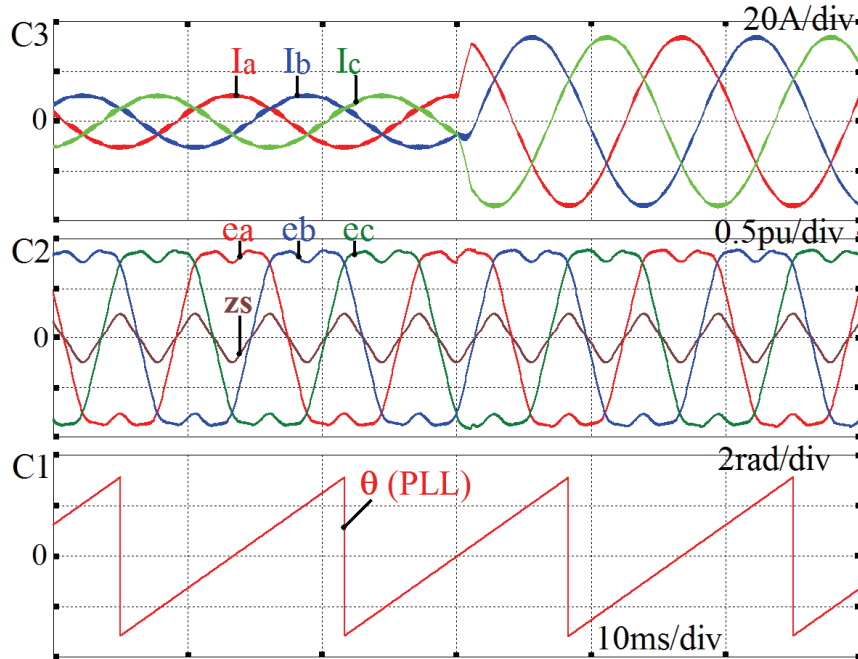 C3
20A/div
Ia
Ib
Ic
0
C2
ea
eb
ec
0.5pu/div
zs
0
C1
2rad/div
θ (PLL)
0
10ms/div